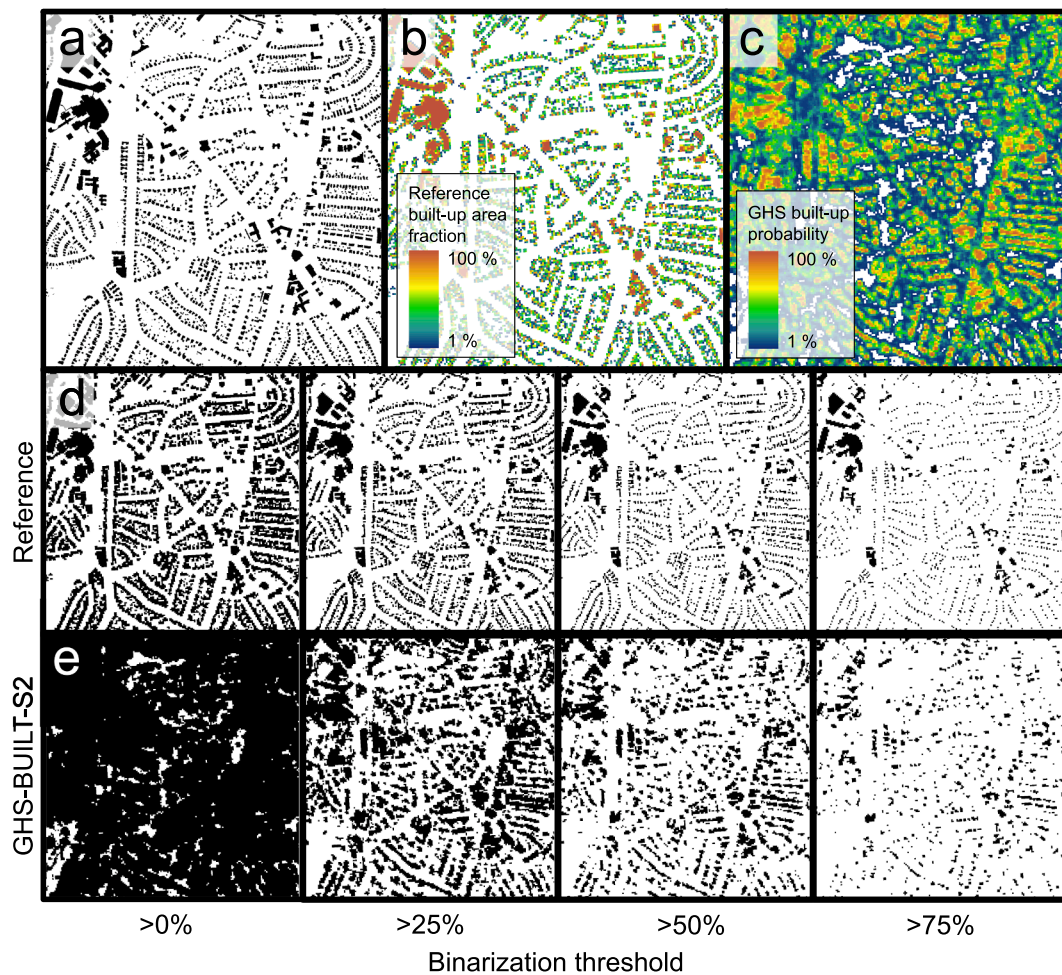 a
b
c
Reference
built-up area
fraction
100 %
1 %
GHS built-up
probability
100 %
1 %
d
Reference
e
GHS-BUILT-S2
>0%
>25%
>50%
>75%
Binarization threshold